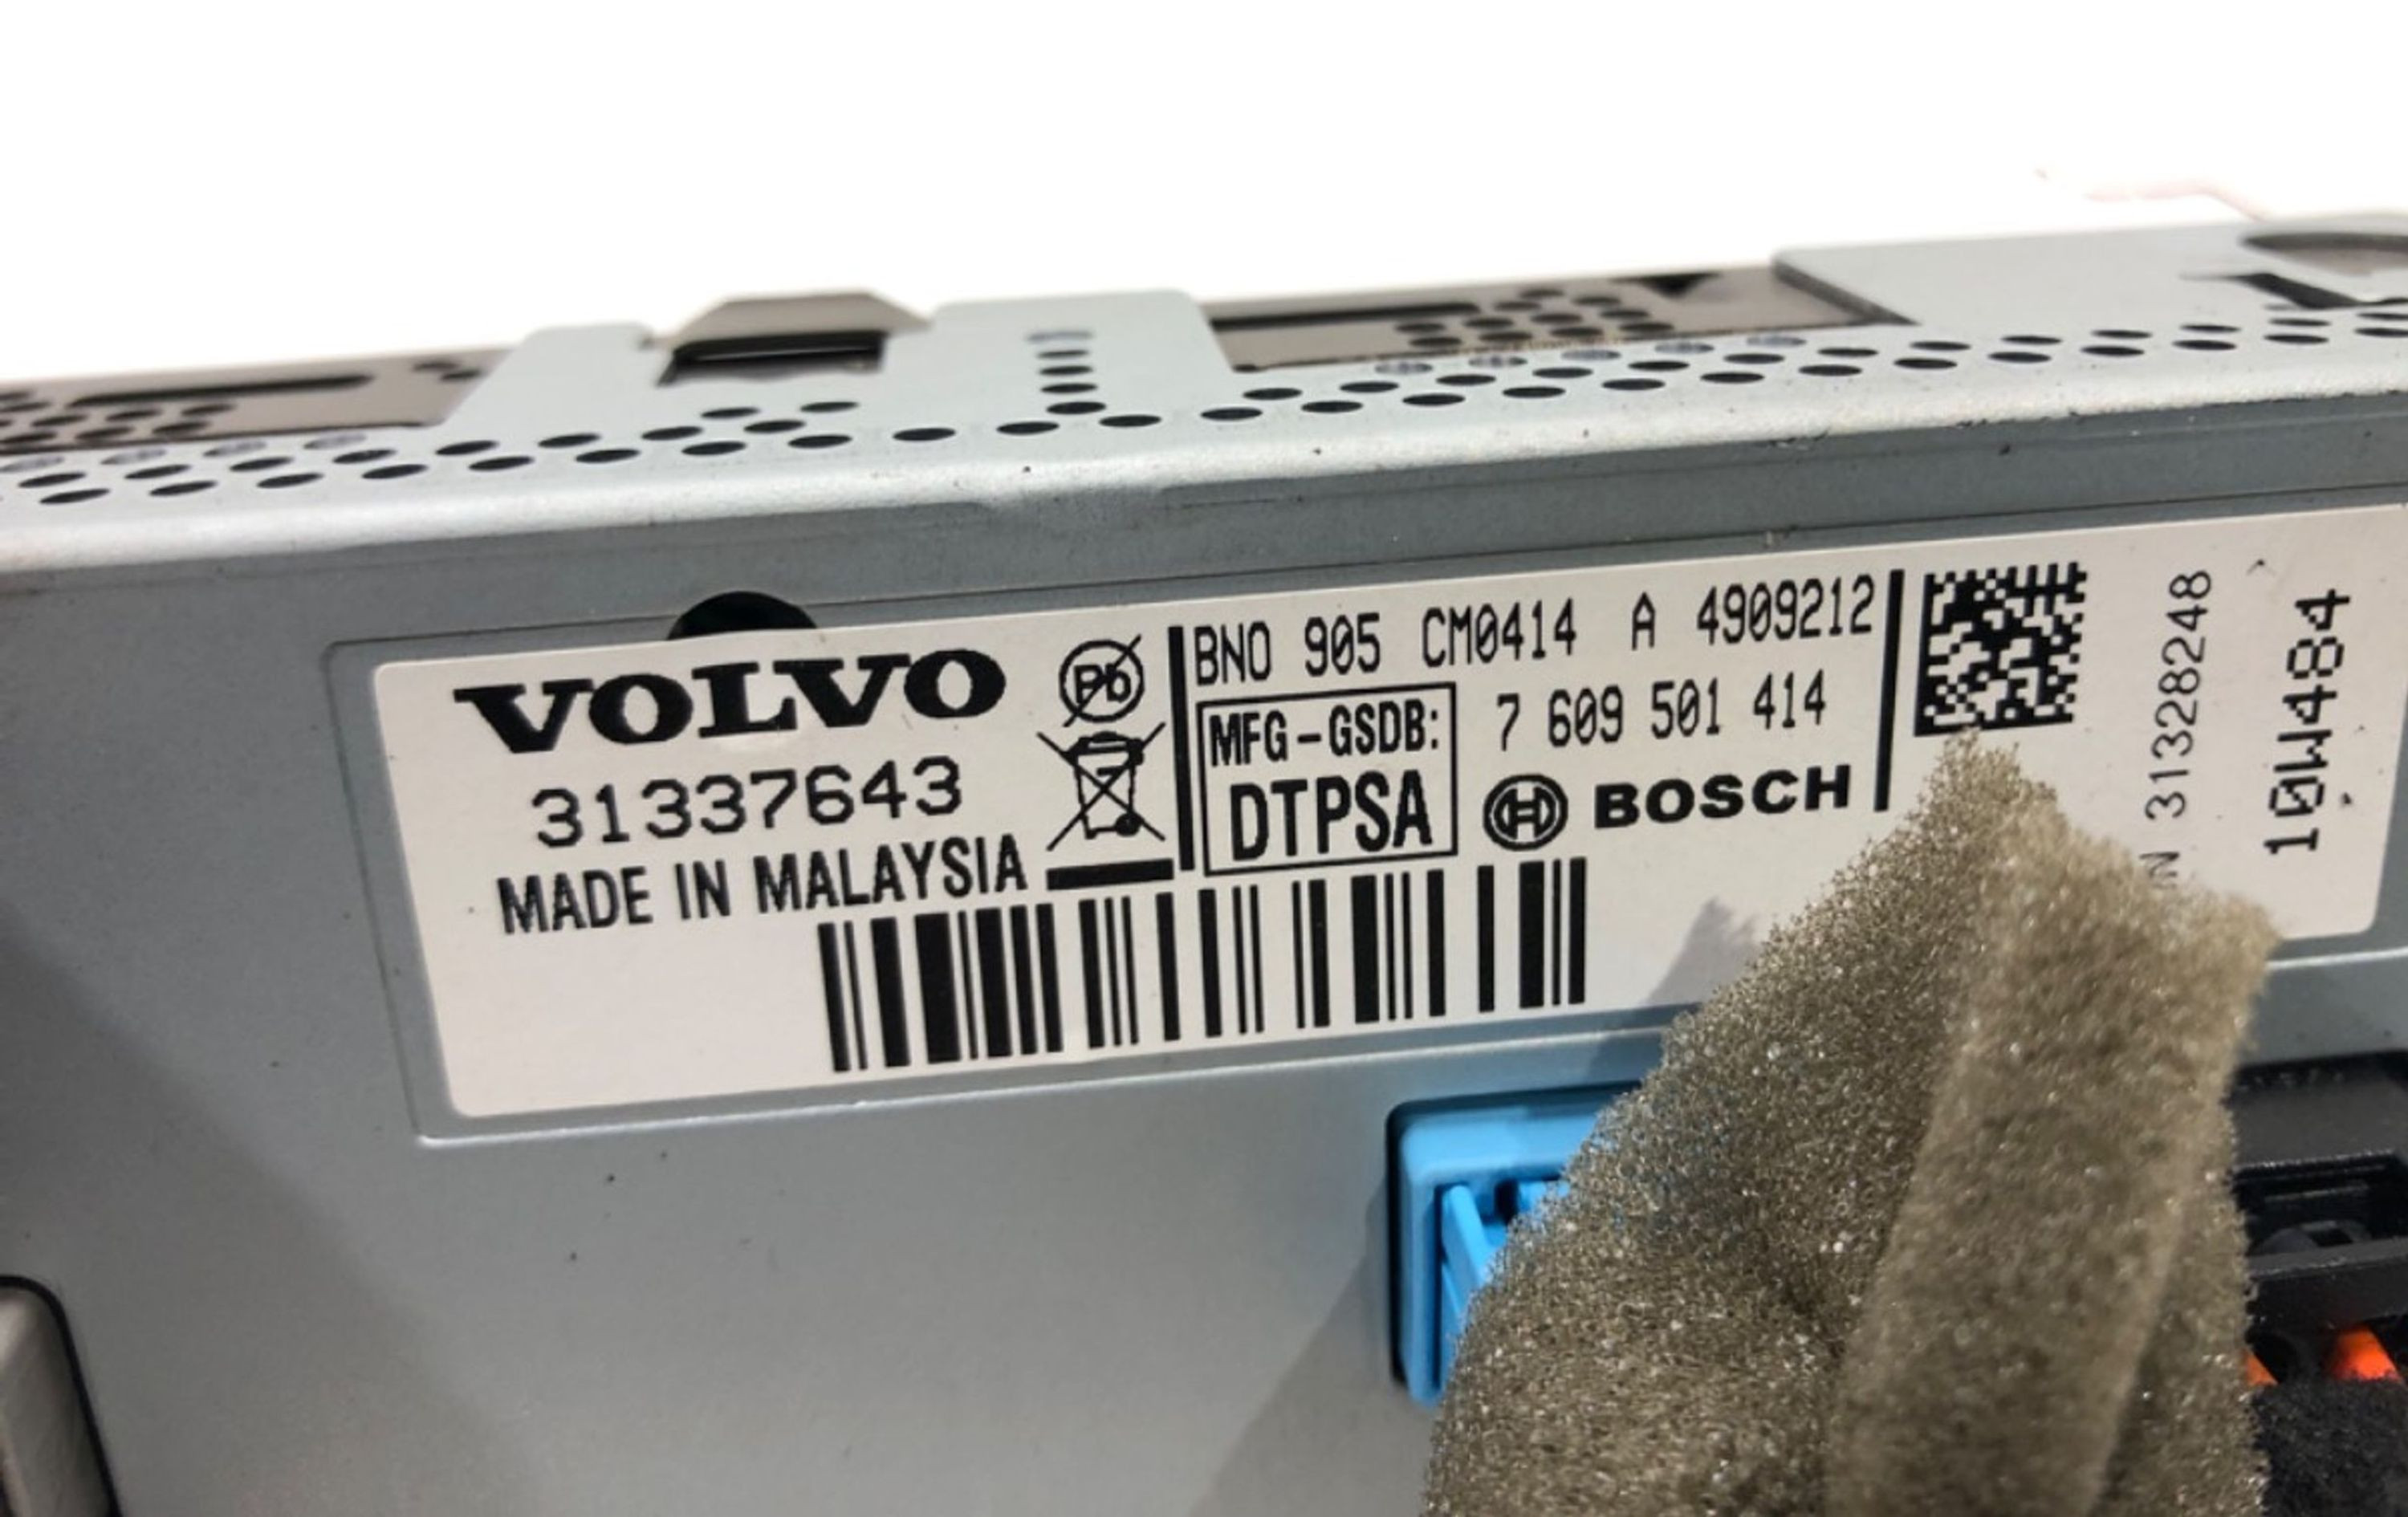 VOLVO
31337643
MADE IN MALAYSIA
Pb
BNO 905 CM0414 A 4909212
MFG-GSDB:
DTPSA
7 609 501 414
BOSCH
31328248
10W484